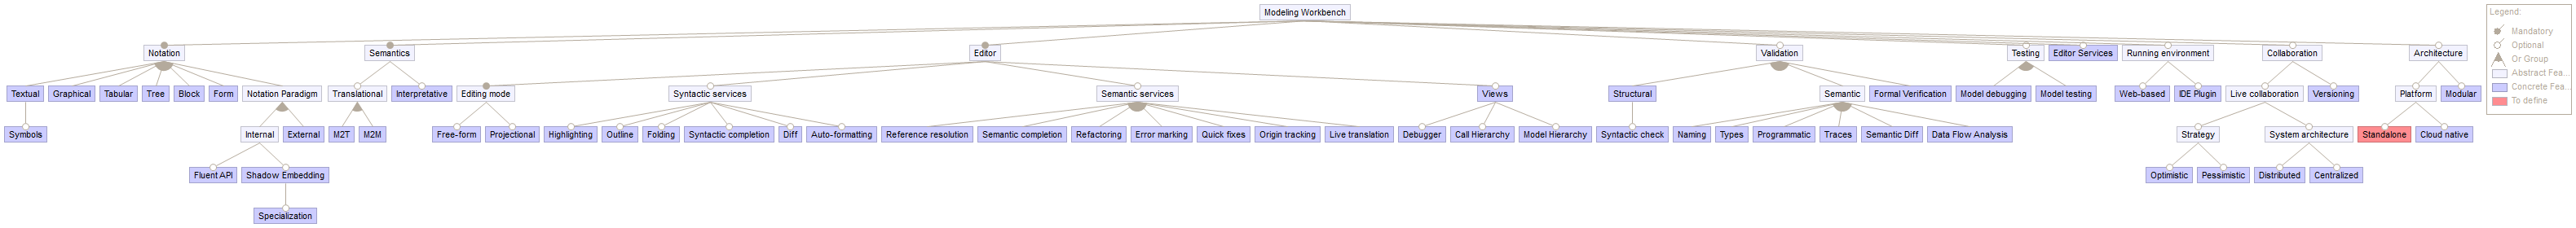 Modeling Workbench
Legend:
Mandatory
Optional
Or Group
Abstract Fea...
Concrete Fea...
To define
Notation
Semantics
Editor
Validation
Testing
Editor Services
Running environment
Collaboration
Architecture
Textual
Graphical
Tabular
Tree
Block
Form
Notation Paradigm
Translational
Interpretative
Editing mode
Syntactic services
Semantic services
Views
Structural
Semantic
Formal Verification
Model debugging
Model testing
Web-based
IDE Plugin
Live collaboration
Versioning
Platform
Modular
Symbols
Internal
External
M2T
M2M
Free-form
Projectional
Highlighting
Outline
Folding
Syntactic completion
Diff
Auto-formatting
Reference resolution
Semantic completion
Refactoring
Error marking
Quick fixes
Origin tracking
Live translation
Debugger
Call Hierarchy
Model Hierarchy
Syntactic check
Naming
Types
Programmatic
Traces
Semantic Diff
Data Flow Analysis
Strategy
System architecture
Standalone
Cloud native
Fluent API
Shadow Embedding
Optimistic
Pessimistic
Distributed
Centralized
Specialization